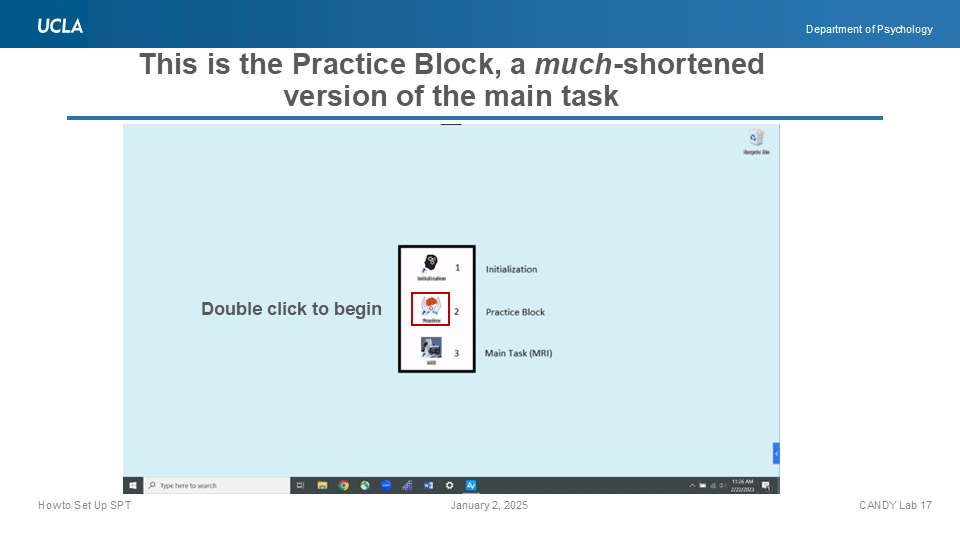 UCLA
Department of Psychology
This is the Practice Block, a much-shortened
version of the main task
Recycle Bin
Initialization
1
Initialization
Double click to begin
Practice
2
Practice Block
MRI
3
Main Task (MRI)
Type here to search
11:26 AM
2/22/2023
Howto Set Up SPT
January 2, 2025
CANDY Lab 17